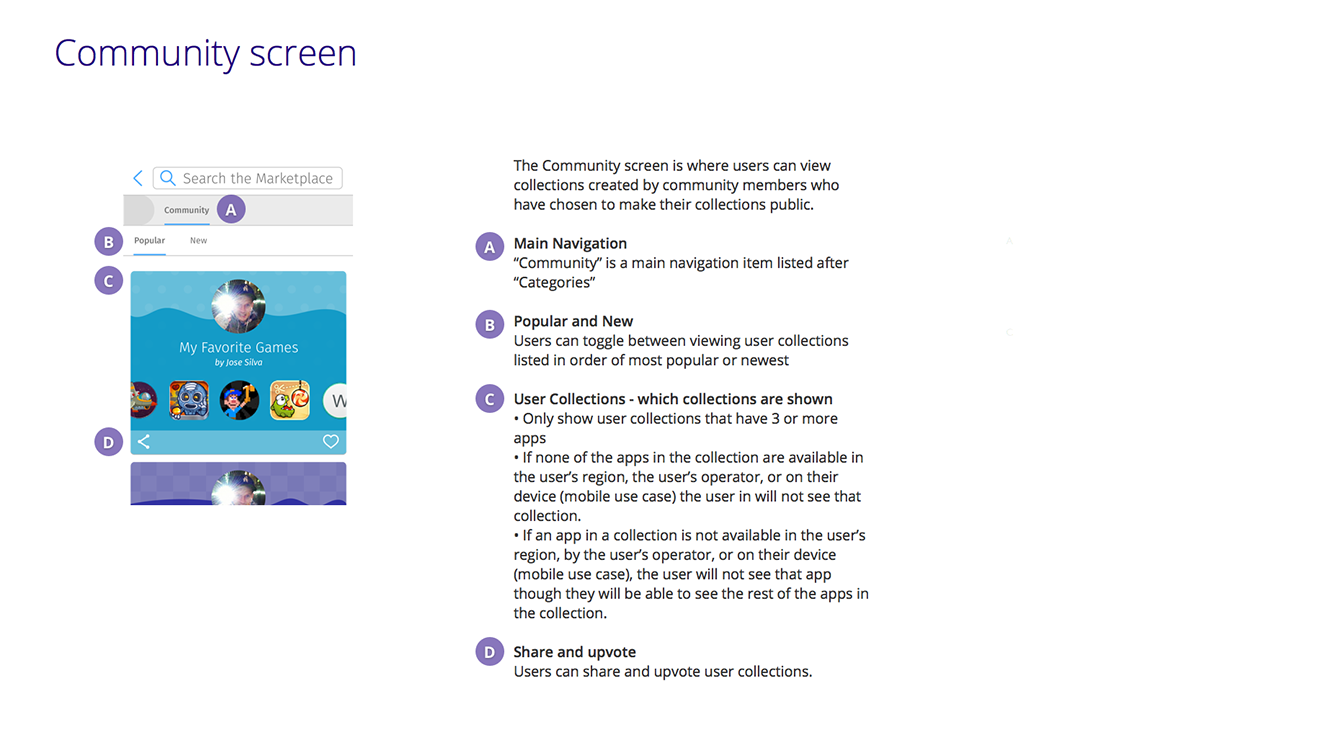 Community screen
Search the Marketplace
Community
A
B
Popular
New
C
My Favorite Games
by Jose Silva
W
D
The Community screen is where users can view
collections created by community members who
have chosen to make their collections public.
A
Main Navigation
“Community” is a main navigation item listed after
“Categories”
B
Popular and New
Users can toggle between viewing user collections
listed in order of most popular or newest
C
User Collections - which collections are shown
• Only show user collections that have 3 or more
apps
• If none of the apps in the collection are available in
the user’s region, the user’s operator, or on their
device (mobile use case) the user in will not see that
collection.
• If an app in a collection is not available in the user’s
region, by the user’s operator, or on their device
(mobile use case), the user will not see that app
though they will be able to see the rest of the apps in
the collection.
D
Share and upvote
Users can share and upvote user collections.
A
C